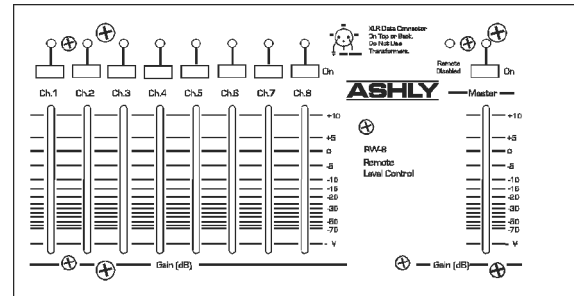 XLR Data Connector
On Top or Back.
Do Not Use
Transformers.
Remote
Disabled
On
On
Ch.1 Ch.2 Ch.3 Ch.4 Ch.5 Ch.6 Ch.7 Ch.8
ASHLY
Master
+10
+5
0
-5
-10
-15
-20
-30
-50
-70
RW-8
Remote
Level Control
+10
+5
0
-5
-10
-15
-20
-30
-50
-70
Gain (dB)
Gain (dB)